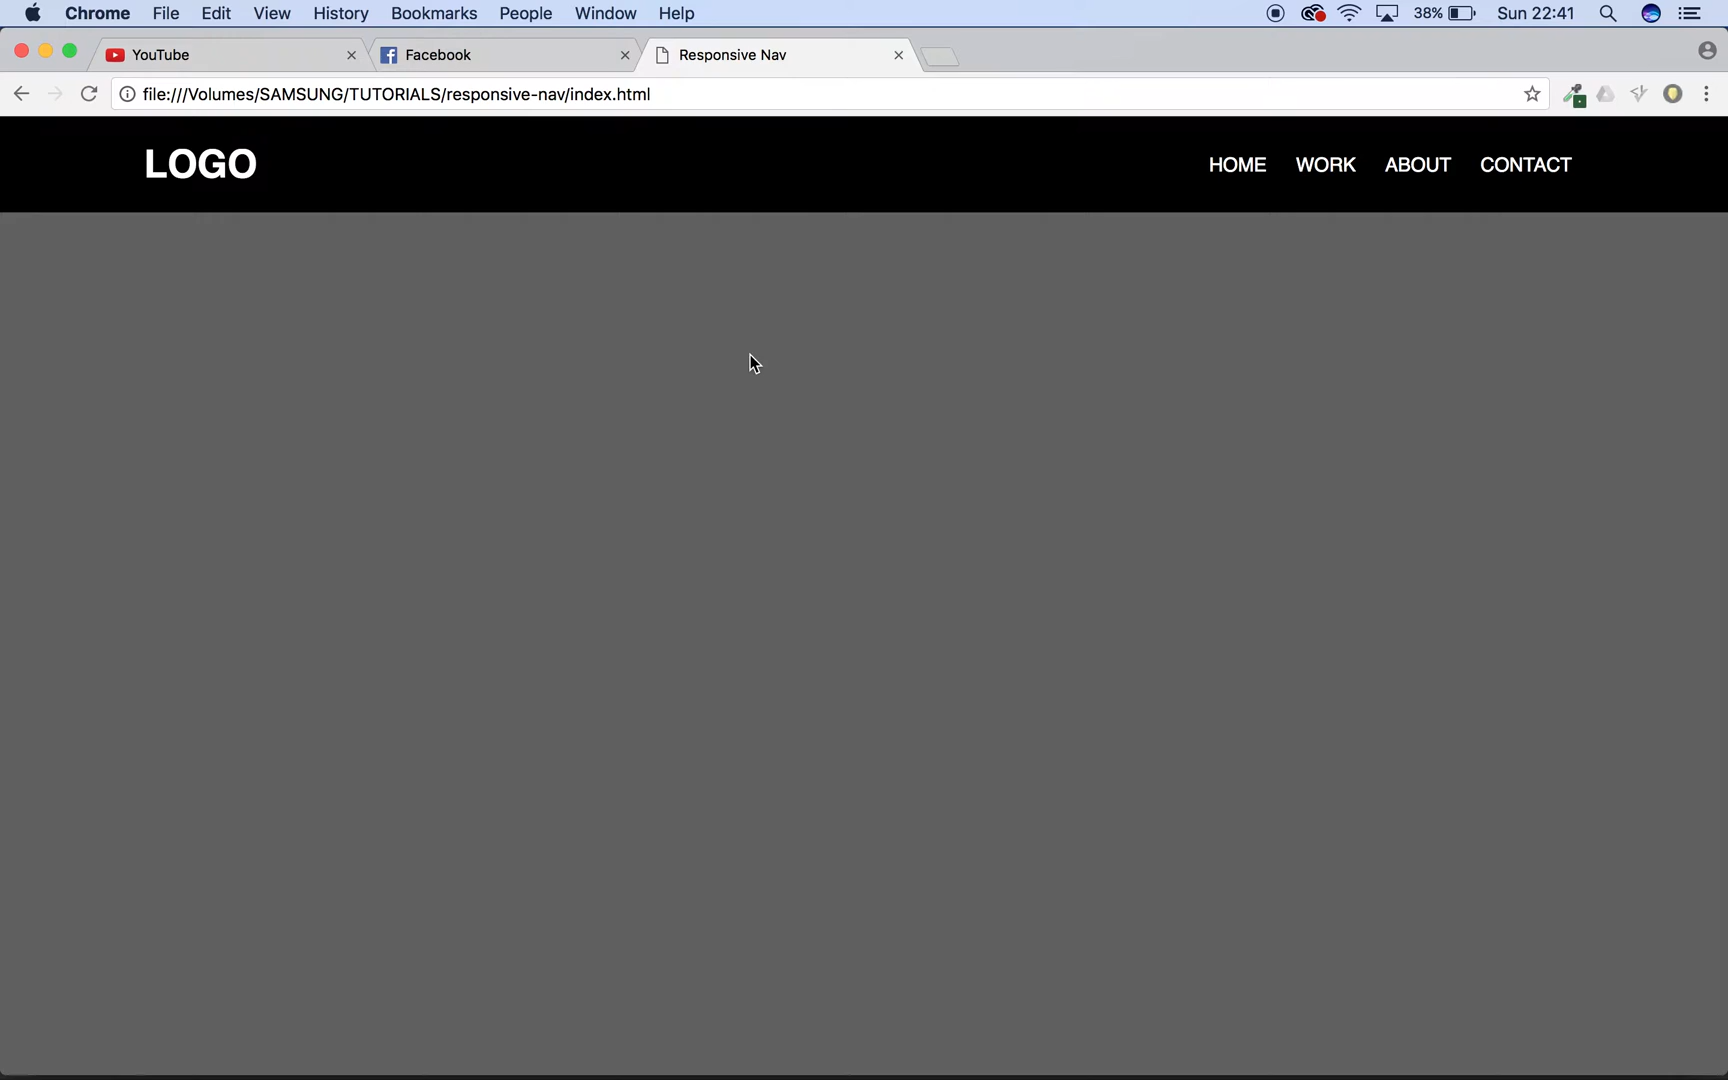 Chrome File Edit View History Bookmarks People Window Help 38% Sun 22:41
YouTube Facebook Responsive Nav
file:///Volumes/SAMSUNG/TUTORIALS/responsive-nav/index.html
LOGO HOME WORK ABOUT CONTACT